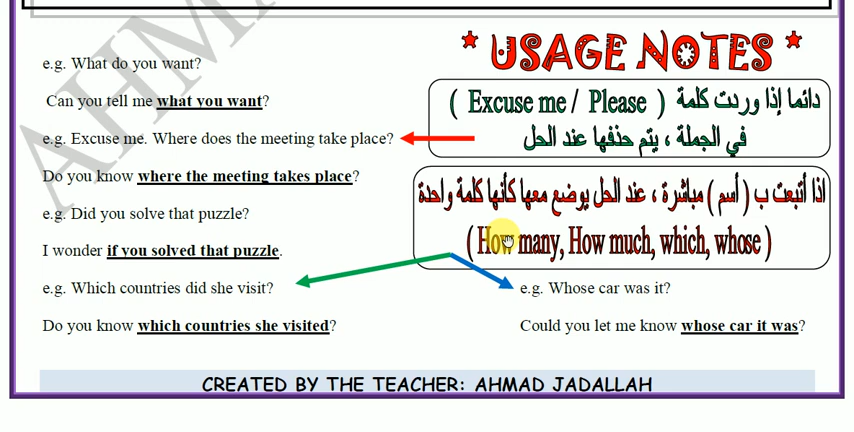 * USAGE NOTES *
e.g. What do you want?
Can you tell me what you want?
e.g. Excuse me. Where does the meeting take place?
Do you know where the meeting takes place?
e.g. Did you solve that puzzle?
I wonder if you solved that puzzle.
e.g. Which countries did she visit?
Do you know which countries she visited?
دائما إذا وردت كلمة ( Excuse me / Please )
في الجملة ، يتم حذفها عند الحل
اذا أتبعت ب ( أسم ) مباشرة ، عند الحل يوضع معها كأنها كلمة واحدة
( How many, How much, which, whose )
e.g. Whose car was it?
Could you let me know whose car it was?
CREATED BY THE TEACHER: AHMAD JADALLAH